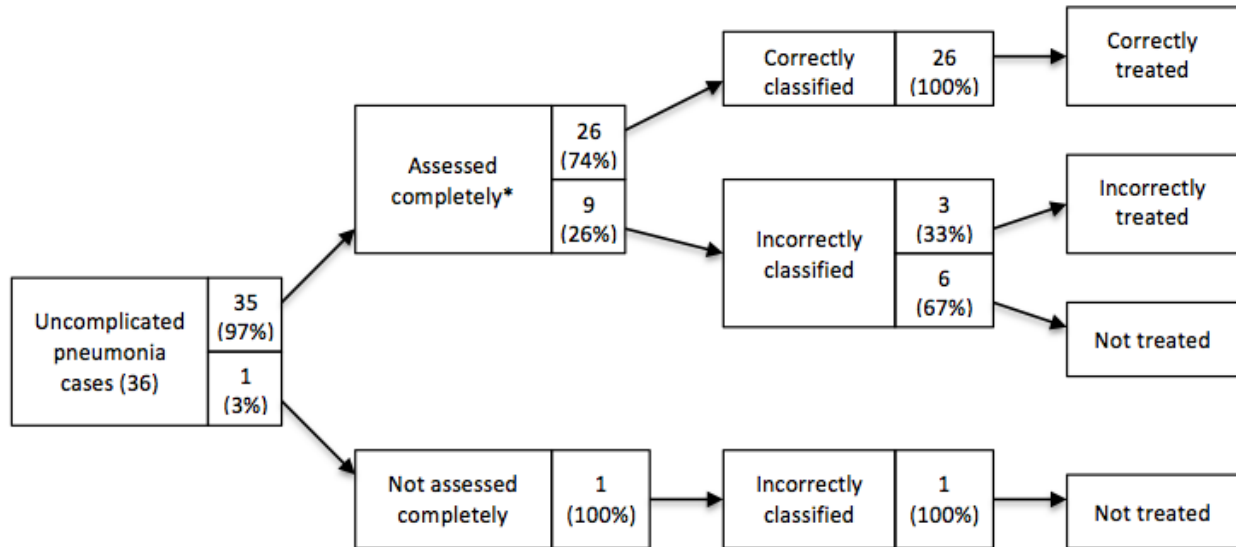 Uncomplicated
pneumonia
cases (36)
35
(97%)
1
(3%)
Assessed
completely*
26
(74%)
9
(26%)
Not assessed
completely
1
(100%)
Correctly
classified
26
(100%)
Incorrectly
classified
3
(33%)
6
(67%)
Incorrectly
classified
1
(100%)
Correctly
treated
Incorrectly
treated
Not treated
Not treated